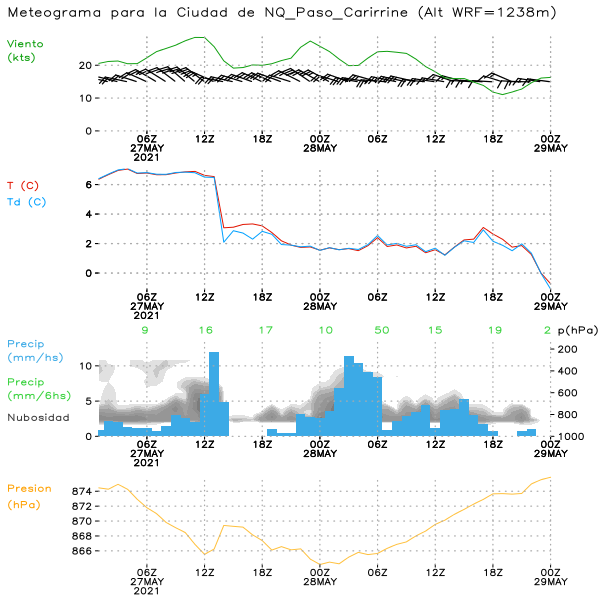 Meteograma para la Ciudad de NQ_Paso_Carirrine (Alt WRF=1238m)
Viento
(kts)
20
10
0
06Z 12Z 18Z 00Z 06Z 12Z 18Z 00Z
27MAY 28MAY 29MAY
2021
T (C)
Td (C)
6
4
2
0
06Z 12Z 18Z 00Z 06Z 12Z 18Z 00Z
27MAY 28MAY 29MAY
2021
9 16 17 10 50 15 19 2 p(hPa)
Precip
(mm/hs)
Precip
(mm/6hs)
Nubosidad
10
5
0
200
400
600
800
1000
06Z 12Z 18Z 00Z 06Z 12Z 18Z 00Z
27MAY 28MAY 29MAY
2021
Presion
(hPa)
874
872
870
868
866
06Z 12Z 18Z 00Z 06Z 12Z 18Z 00Z
27MAY 28MAY 29MAY
2021